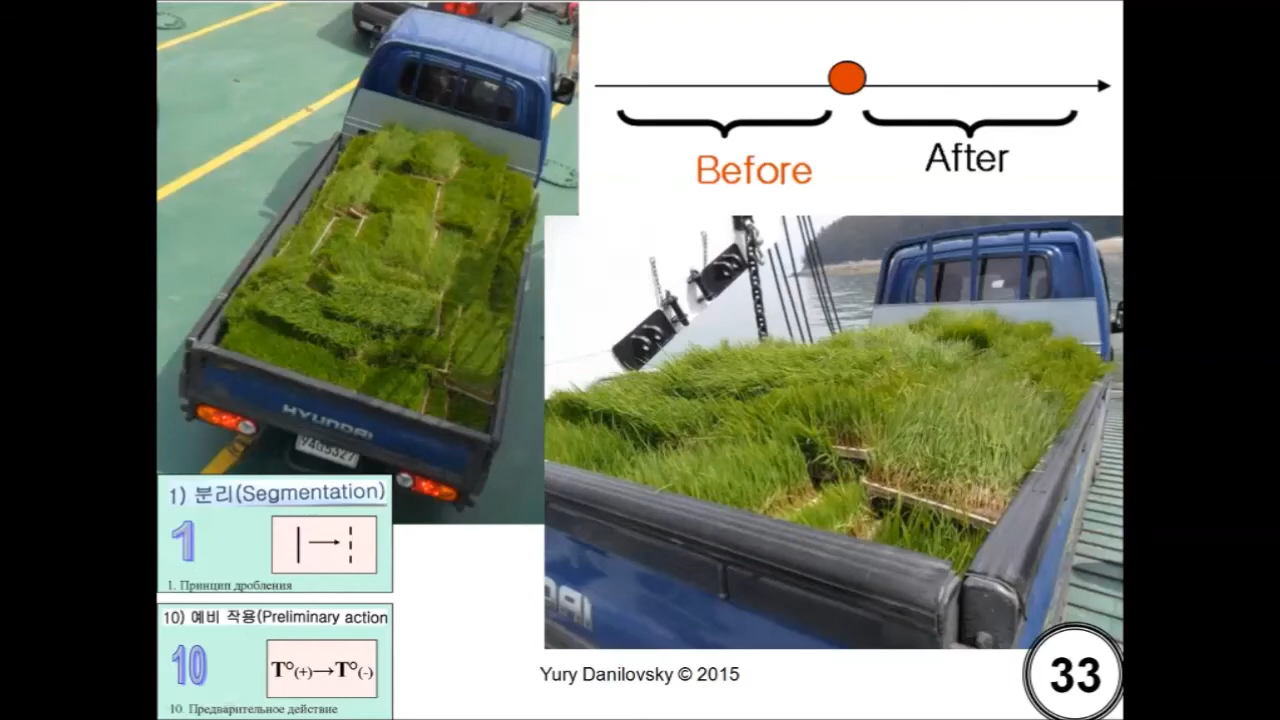 Before
After
HYUNDAI
DAI
1) 분리(Segmentation)
1
1. Принцип дробления
10) 예비 작용(Preliminary action
10
T°(+)→T°(-)
10. Предварительное действие
Yury Danilovsky © 2015
33